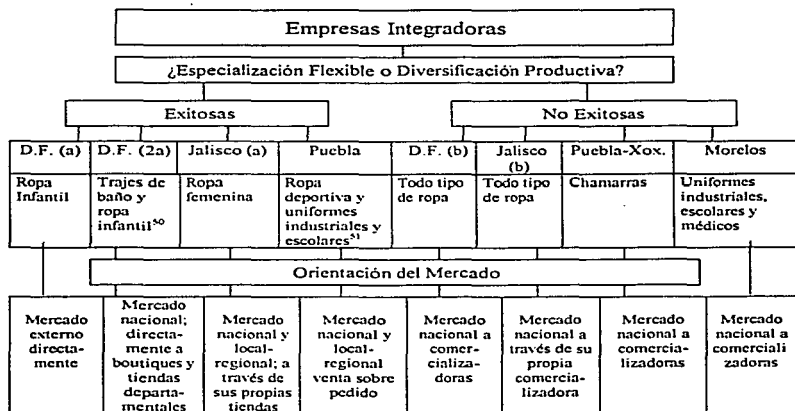 Empresas Integradoras
¿Especialización Flexible o Diversificación Productiva?
Exitosas
No Exitosas
D.F. (a)
D.F. (2a)
Jalisco (a)
Puebla
D.F. (b)
Jalisco
(b)
Puebla-Xox.
Morelos
Ropa
Infantil
Trajes de
baño y
ropa
infantil⁵⁰
Ropa
femenina
Ropa
deportiva y
uniformes
industriales y
escolares⁵¹
Todo tipo
de ropa
Todo tipo
de ropa
Chamarras
Uniformes
industriales,
escolares y
médicos
Orientación del Mercado
Mercado
externo
directa-
mente
Mercado
nacional;
directa-
mente a
boutiques y
tiendas
departa-
mentales
Mercado
nacional y
local-
regional; a
través de
sus propias
tiendas
Mercado
nacional y
local-
regional
venta sobre
pedido
Mercado
nacional a
comer-
cializa-
doras
Mercado
nacional a
través de su
propia
comer-
cializadora
Mercado
nacional a
comercia-
lizadoras
Mercado
nacional a
comerciali
zadoras